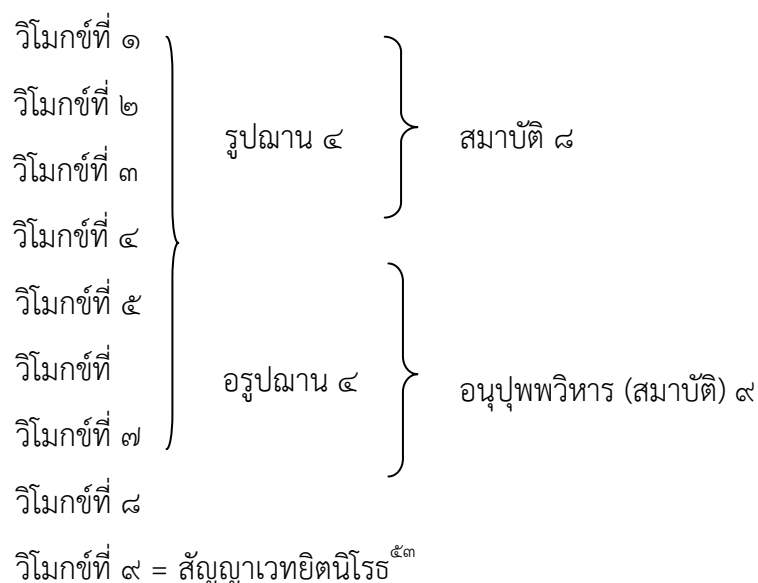 วิโมกข์ที่ ๑
วิโมกข์ที่ ๒
รูปฌาน ๔ สมาบัติ ๘
วิโมกข์ที่ ๓
วิโมกข์ที่ ๔
วิโมกข์ที่ ๕
วิโมกข์ที่
อรูปฌาน ๔ อนุปุพพวิหาร (สมาบัติ) ๙
วิโมกข์ที่ ๗
วิโมกข์ที่ ๘
วิโมกข์ที่ ๙ = สัญญาเวทยิตนิโรธ๕๓